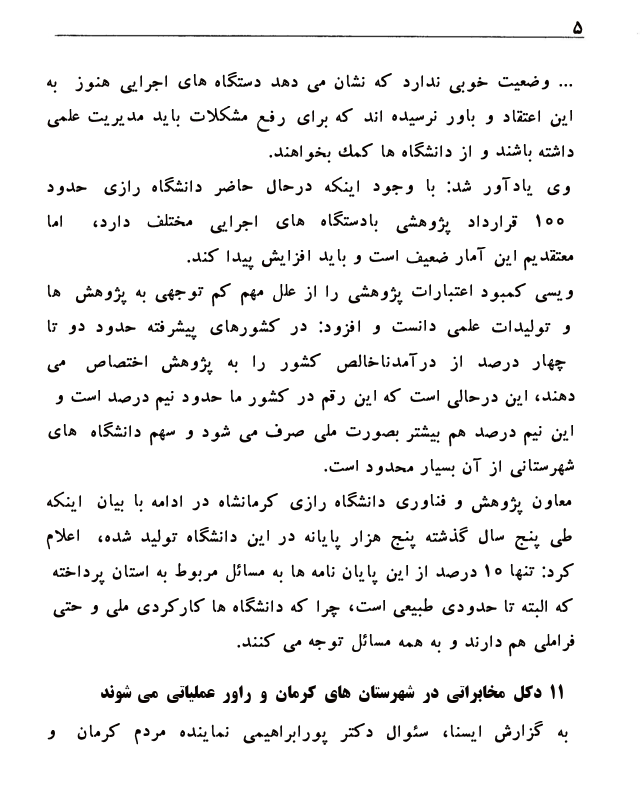 ۵
... وضعیت خوبی ندارد که نشان می دهد دستگاه های اجرایی هنوز به
این اعتقاد و باور نرسیده اند که برای رفع مشکلات باید مدیریت علمی
داشته باشند و از دانشگاه ها کمك بخواهند.
وی یادآور شد: با وجود اینکه درحال حاضر دانشگاه رازی حدود
۱۰۰ قرارداد پژوهشی بادستگاه های اجرایی مختلف دارد، اما
معتقدیم این آمار ضعیف است و باید افزایش پیدا کند.
ویسی کمبود اعتبارات پژوهشی را از علل مهم کم توجهی به پژوهش ها
و تولیدات علمی دانست و افزود: در کشورهای پیشرفته حدود دو تا
چهار درصد از درآمدناخالص کشور را به پژوهش اختصاص می
دهند، این درحالی است که این رقم در کشور ما حدود نیم درصد است و
این نیم درصد هم بیشتر بصورت ملی صرف می شود و سهم دانشگاه های
شهرستانی از آن بسیار محدود است.
معاون پژوهش و فناوری دانشگاه رازی کرمانشاه در ادامه با بیان اینکه
طی پنج سال گذشته پنج هزار پایانه در این دانشگاه تولید شده، اعلام
کرد: تنها ۱۰ درصد از این پایان نامه ها به مسائل مربوط به استان پرداخته
که البته تا حدودی طبیعی است، چرا که دانشگاه ها کارکردی ملی و حتی
فراملی هم دارند و به همه مسائل توجه می کنند.
۱۱ دکل مخابراتی در شهرستان های کرمان و راور عملیاتی می شوند
به گزارش ایسنا، سئوال دکتر پورابراهیمی نماینده مردم کرمان و